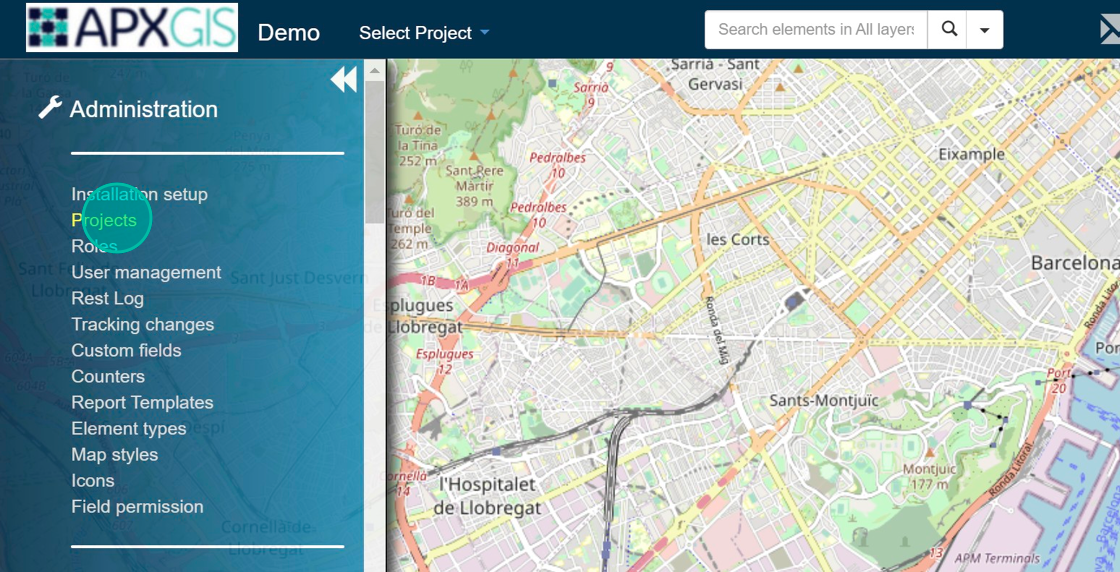 APXGIS
Demo
Select Project
Search elements in All layers
Administration
Installation setup
Projects
Roles
User management
Rest Log
Tracking changes
Custom fields
Counters
Report Templates
Element types
Map styles
Icons
Field permission
Sant Just Desvern
Cornellà de
Llobregat
Sarrià - Sant
Gervasi
Sarrià
9
Turó de
la Tina
252 m
Pedralbes
10
Sant Pere
Màrtir
389 m
Eixample
Turó del
Temple
262 m
Pedralbes
10
Diagonal
11
les Corts
Barcelona
1B
1A
Esplugues
de Llobregat
Ronda del Mig
Ronda Litoral
Esplugues
12
Port
20
Sants-Montjuïc
Cornellà
14
l'Hospitalet
de Llobregat
Montjuïc
177 m
Ronda Litoral
13
APM Terminals